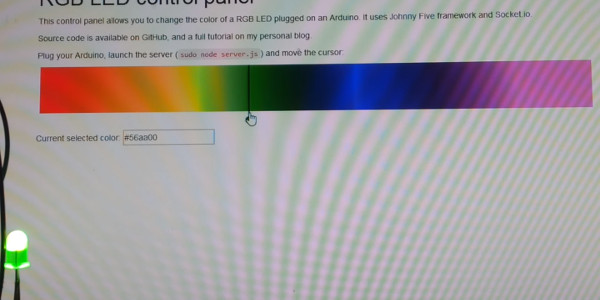 RGB LED control panel
This control panel allows you to change the color of a RGB LED plugged on an Arduino. It uses Johnny Five framework and Socket.io.
Source code is available on GitHub, and a full tutorial on my personal blog.
Plug your Arduino, launch the server (sudo node server.js) and move the cursor.
Current selected color: #56aa00